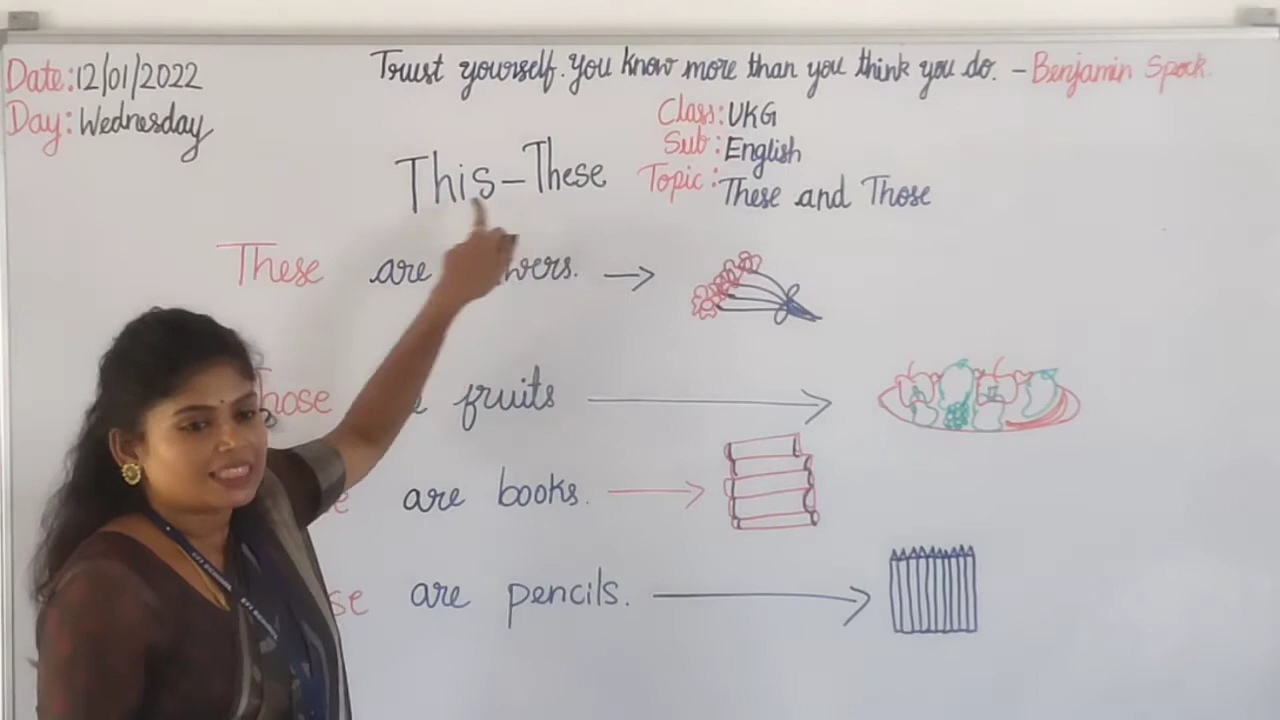 Date: 12/01/2022
Day: Wednesday
Trust yourself. You know more than you think you do. - Benjamin Spock.
Class: UKG
Sub: English
Topic: These and Those
This - These
These are
fruits
are books.
are pencils.